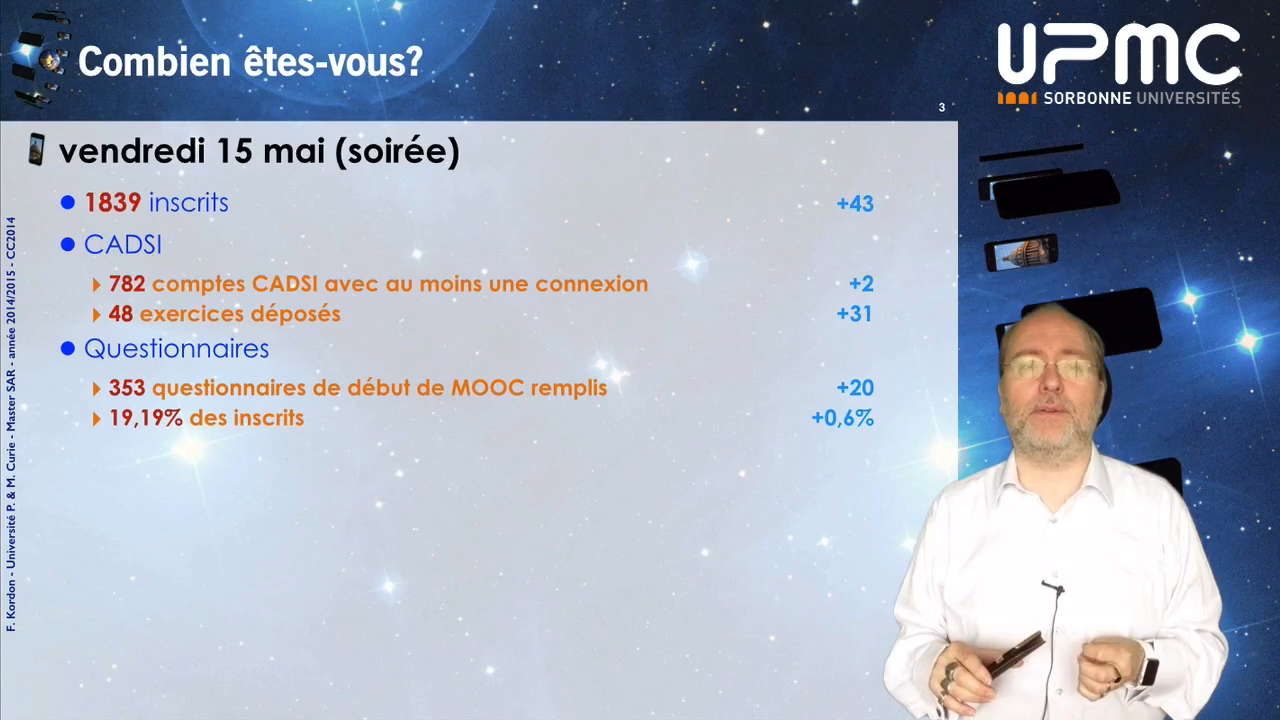 Combien êtes-vous?
UPMC
SORBONNE UNIVERSITÉS
3
vendredi 15 mai (soirée)
1839 inscrits +43
CADSI
782 comptes CADSI avec au moins une connexion +2
48 exercices déposés +31
Questionnaires
353 questionnaires de début de MOOC remplis +20
19,19% des inscrits +0,6%
F. Kordon - Université P. & M. Curie - Master SAR - année 2014/2015 - CC2014